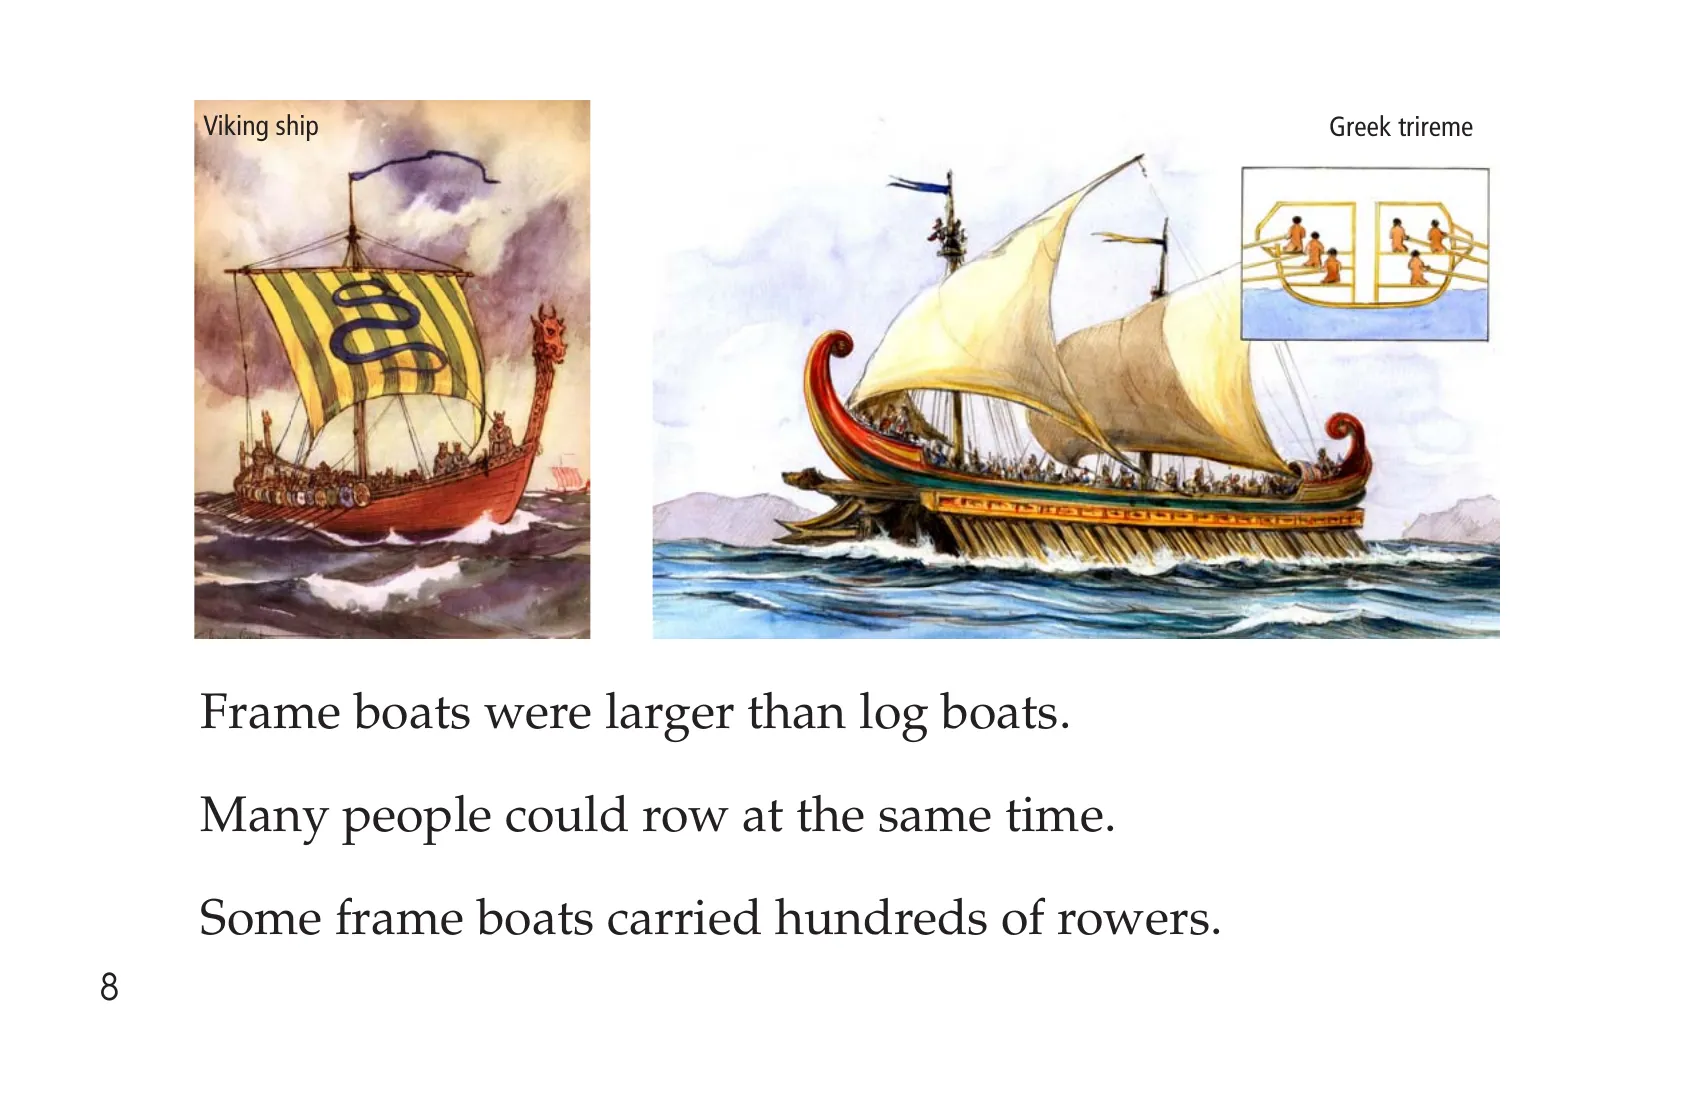 Viking ship
Greek trireme
Frame boats were larger than log boats.
Many people could row at the same time.
Some frame boats carried hundreds of rowers.
8